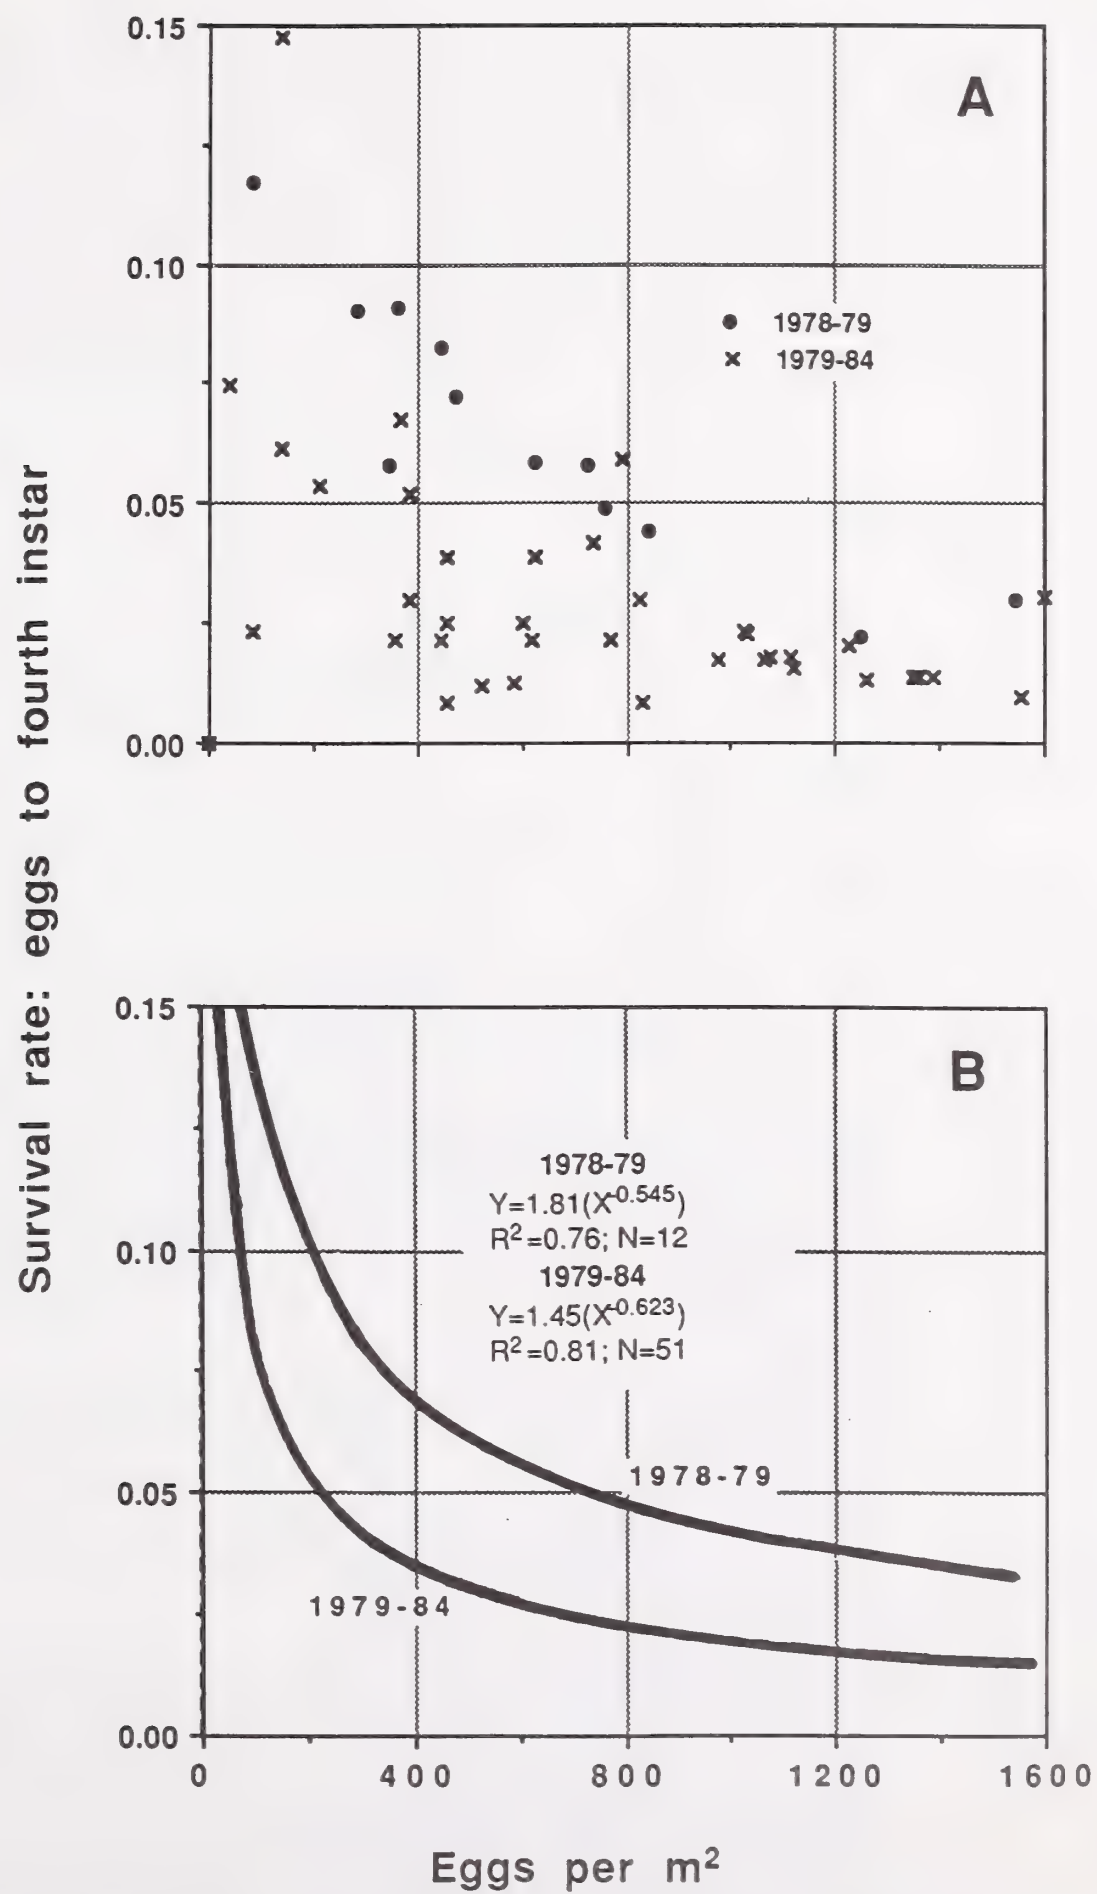 Survival rate: eggs to fourth instar
0.15
A
0.10
1978-79
1979-84
0.05
0.00
0.15
B
1978-79
Y=1.81(X^-0.545)
R²=0.76; N=12
0.10
1979-84
Y=1.45(X^-0.623)
R²=0.81; N=51
1978-79
0.05
1979-84
0.00
0 400 800 1200 1600
Eggs per m²